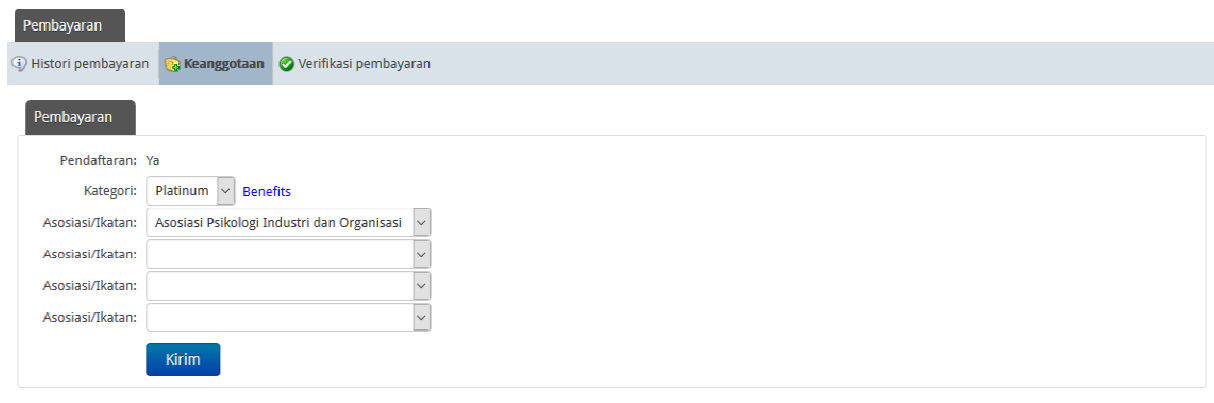 Pembayaran
Histori pembayaran Keanggotaan Verifikasi pembayaran
Pembayaran
Pendaftaran: Ya
Kategori: Platinum Benefits
Asosiasi/Ikatan: Asosiasi Psikologi Industri dan Organisasi
Asosiasi/Ikatan:
Asosiasi/Ikatan:
Asosiasi/Ikatan:
Kirim